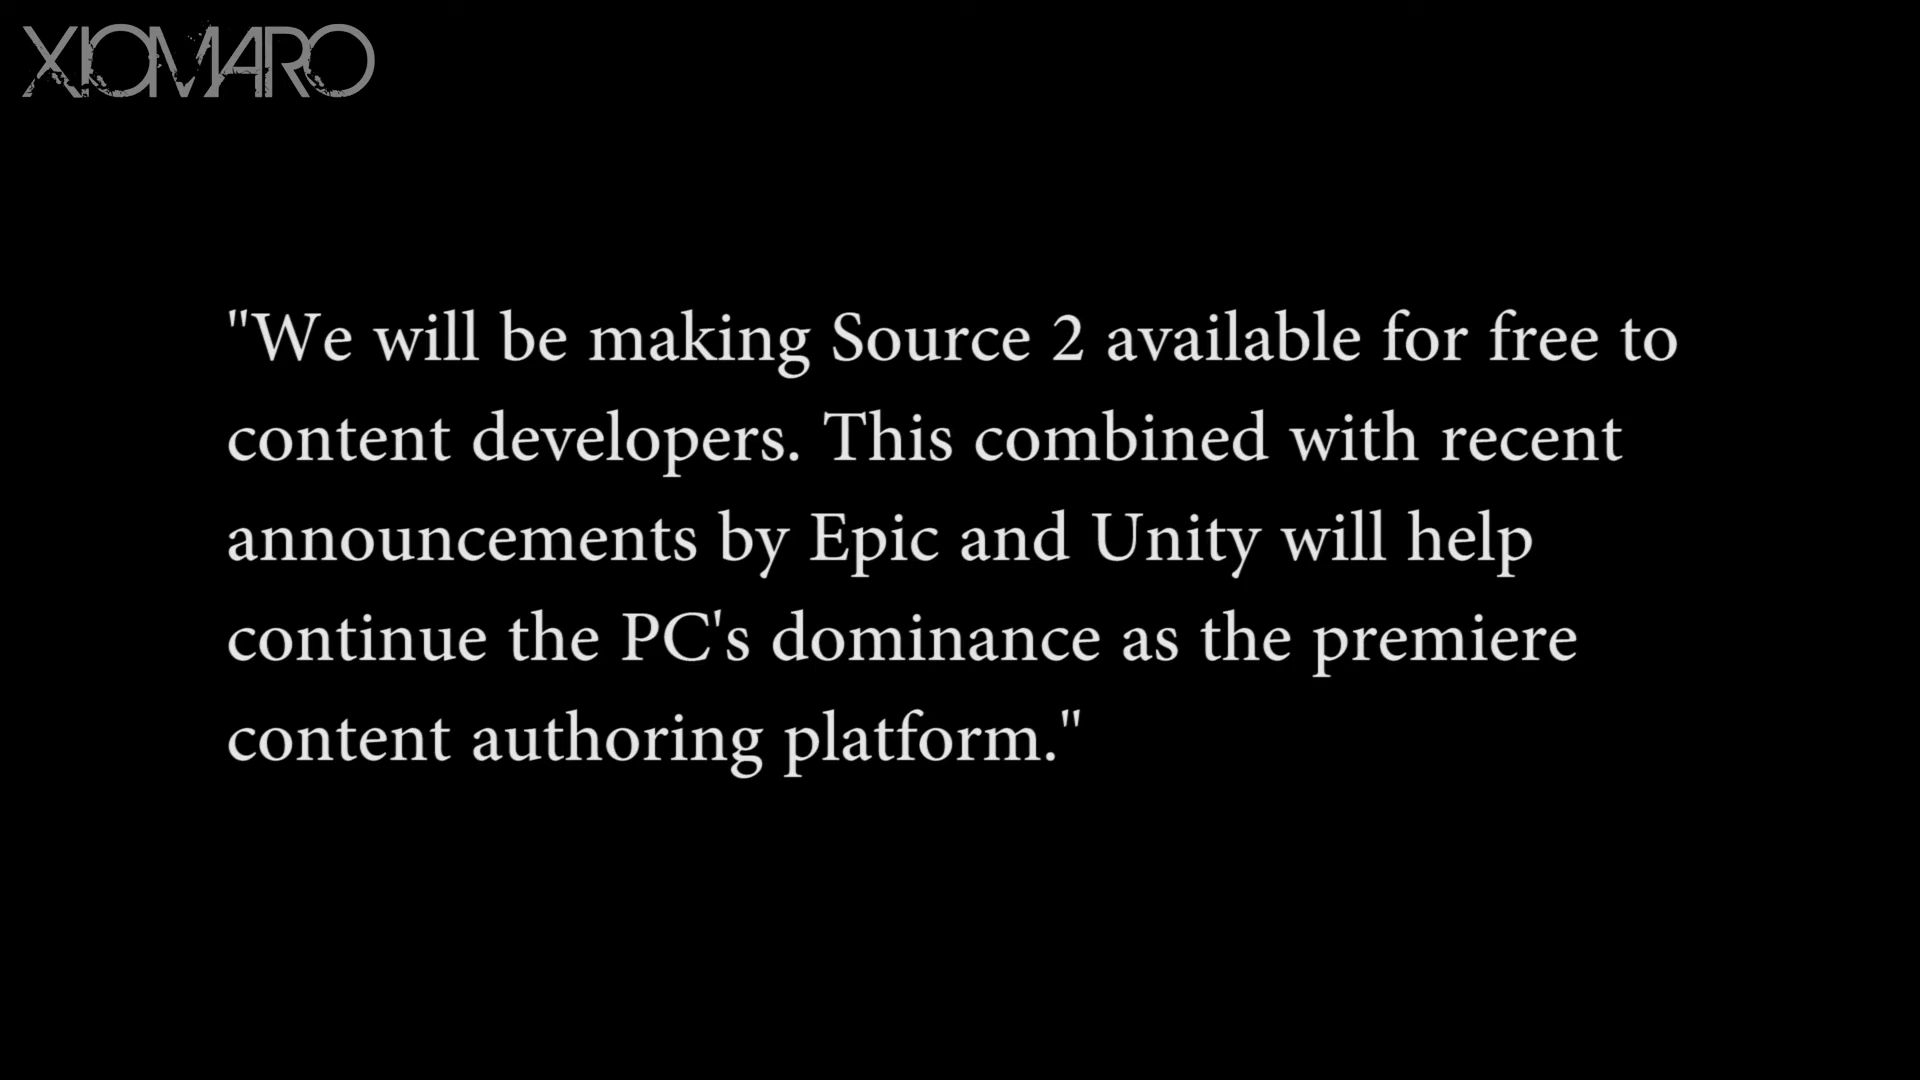 XIOMARO
"We will be making Source 2 available for free to
content developers. This combined with recent
announcements by Epic and Unity will help
continue the PC's dominance as the premiere
content authoring platform."